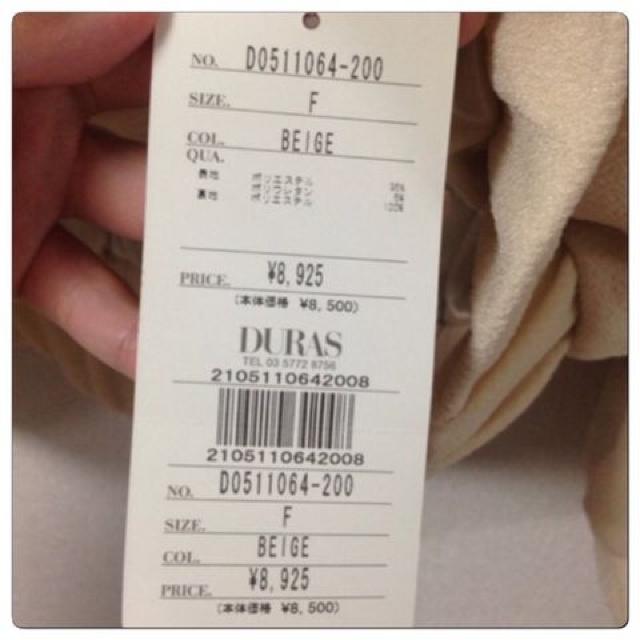 NO. D0511064-200
SIZE. F
COL. BEIGE
QUA.
表地 ポリエステル 95%
ポリウレタン 5%
裏地 ポリエステル 100%
PRICE. ¥8,925
(本体価格 ¥8,500)
DURAS
TEL 03 5772 8756
2105110642008
2105110642008
NO. D0511064-200
SIZE. F
COL. BEIGE
PRICE. ¥8,925
(本体価格 ¥8,500)